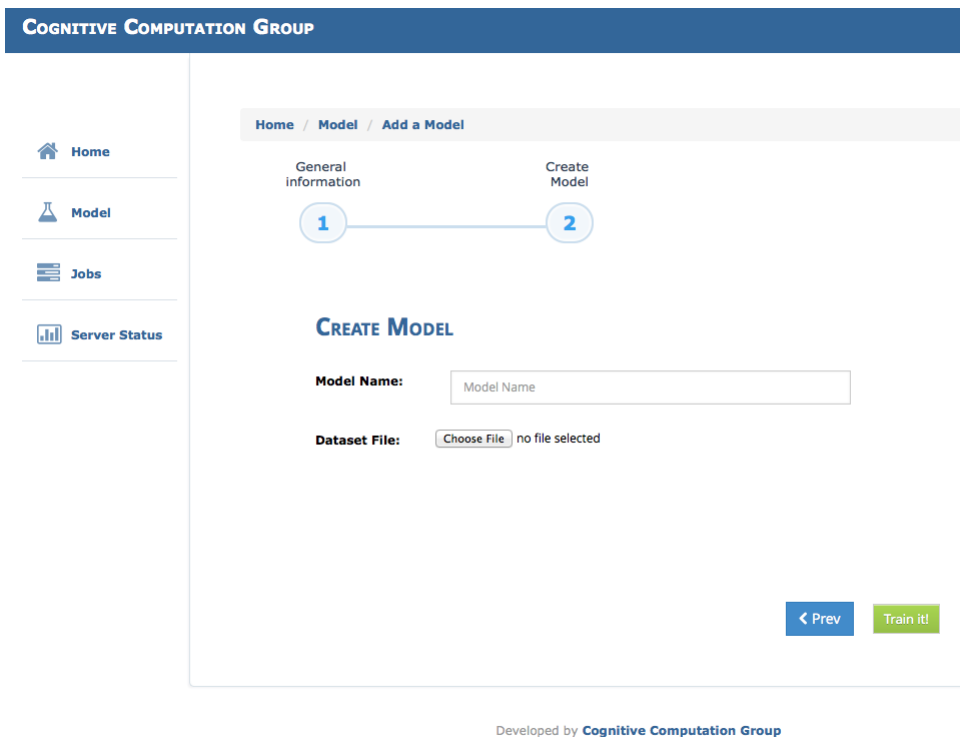 COGNITIVE COMPUTATION GROUP
Home / Model / Add a Model
Home
Model
Jobs
Server Status
General
information
Create
Model
1
2
CREATE MODEL
Model Name:
Model Name
Dataset File:
Choose File no file selected
Prev
Train it!
Developed by Cognitive Computation Group